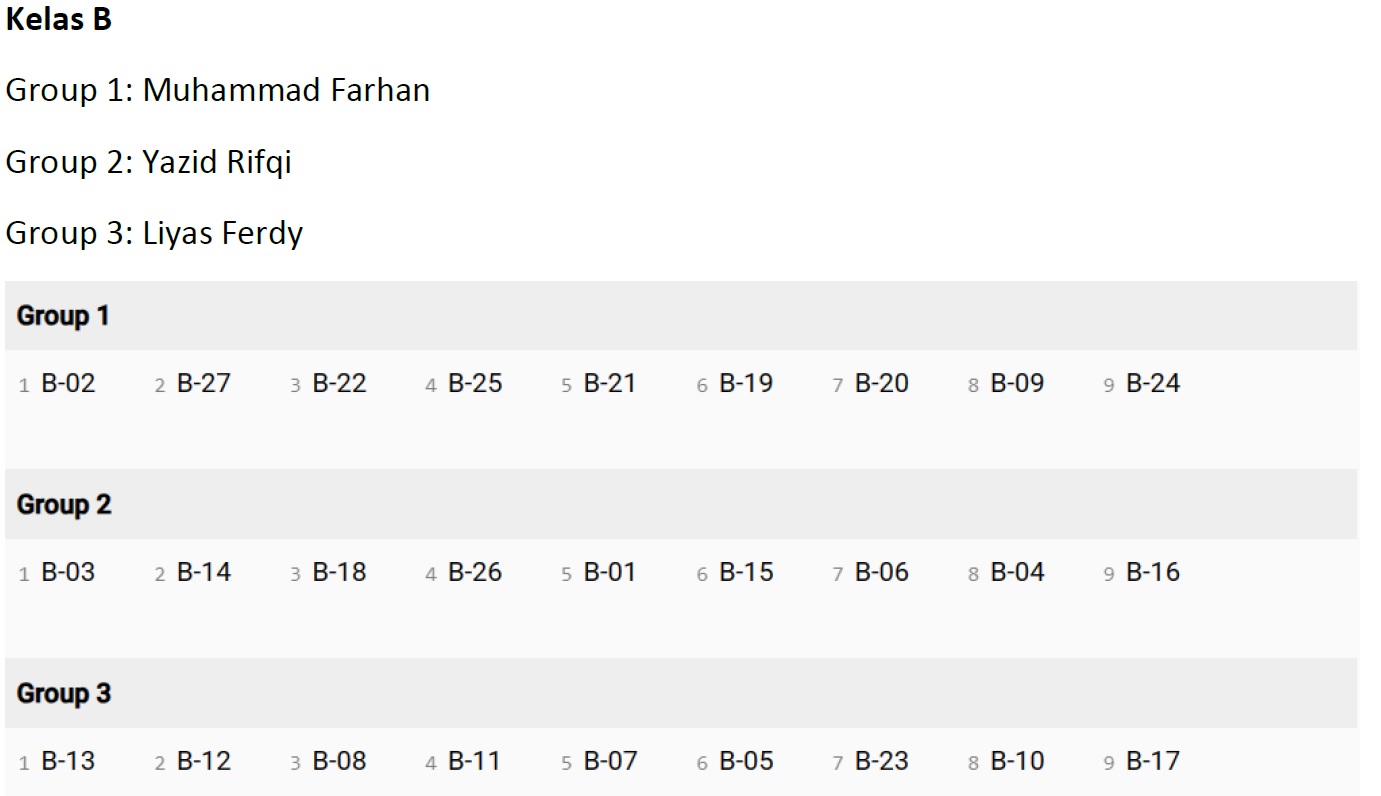 Kelas B
Group 1: Muhammad Farhan
Group 2: Yazid Rifqi
Group 3: Liyas Ferdy
Group 1
1 B-02 2 B-27 3 B-22 4 B-25 5 B-21 6 B-19 7 B-20 8 B-09 9 B-24
Group 2
1 B-03 2 B-14 3 B-18 4 B-26 5 B-01 6 B-15 7 B-06 8 B-04 9 B-16
Group 3
1 B-13 2 B-12 3 B-08 4 B-11 5 B-07 6 B-05 7 B-23 8 B-10 9 B-17